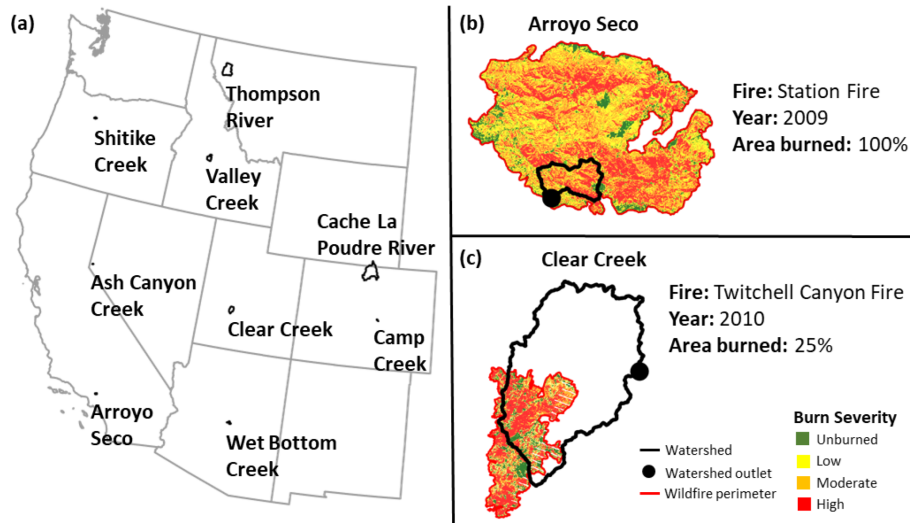 (a)
Thompson
River
Shitike
Creek
Valley
Creek
Cache La
Poudre River
Ash Canyon
Creek
Clear Creek
Camp
Creek
Arroyo
Seco
Wet Bottom
Creek
(b)
Arroyo Seco
Fire: Station Fire
Year: 2009
Area burned: 100%
(c)
Clear Creek
Fire: Twitchell Canyon Fire
Year: 2010
Area burned: 25%
Watershed
Watershed outlet
Wildfire perimeter
Burn Severity
Unburned
Low
Moderate
High